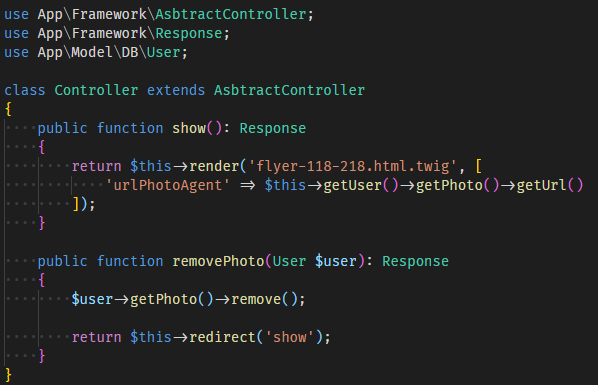 use App\Framework\AsbtractController;
use App\Framework\Response;
use App\Model\DB\User;
class Controller extends AsbtractController
{
public function show(): Response
{
return $this->render('flyer-118-218.html.twig', [
'urlPhotoAgent' => $this->getUser()->getPhoto()->getUrl()
]);
}
public function removePhoto(User $user): Response
{
$user->getPhoto()->remove();
return $this->redirect('show');
}
}